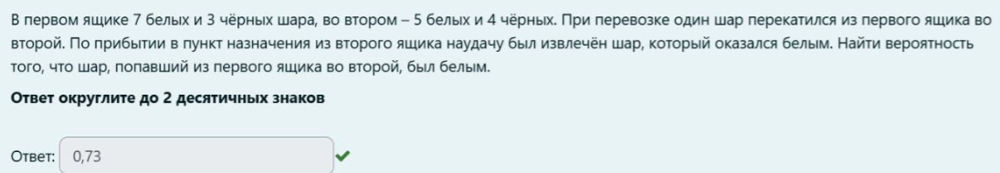 В первом ящике 7 белых и 3 чёрных шара, во втором – 5 белых и 4 чёрных. При перевозке один шар перекатился из первого ящика во
второй. По прибытии в пункт назначения из второго ящика наудачу был извлечён шар, который оказался белым. Найти вероятность
того, что шар, попавший из первого ящика во второй, был белым.
Ответ округлите до 2 десятичных знаков
Ответ: 0,73